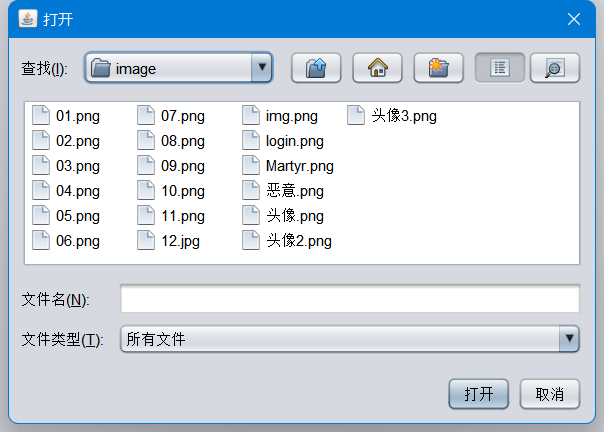 打开
查找(I): image
01.png 07.png img.png 头像3.png
02.png 08.png login.png
03.png 09.png Martyr.png
04.png 10.png 恶意.png
05.png 11.png 头像.png
06.png 12.jpg 头像2.png
文件名(N):
文件类型(T): 所有文件
打开 取消